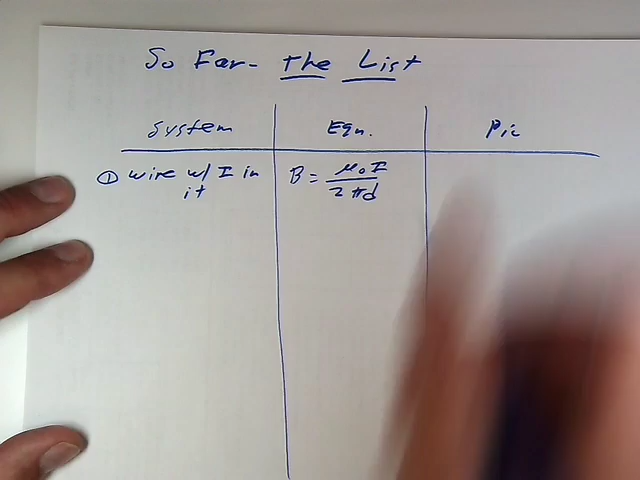 So Far- The List
System Eqn. Pic
① wire w/ I in it B = μ₀I / 2πd